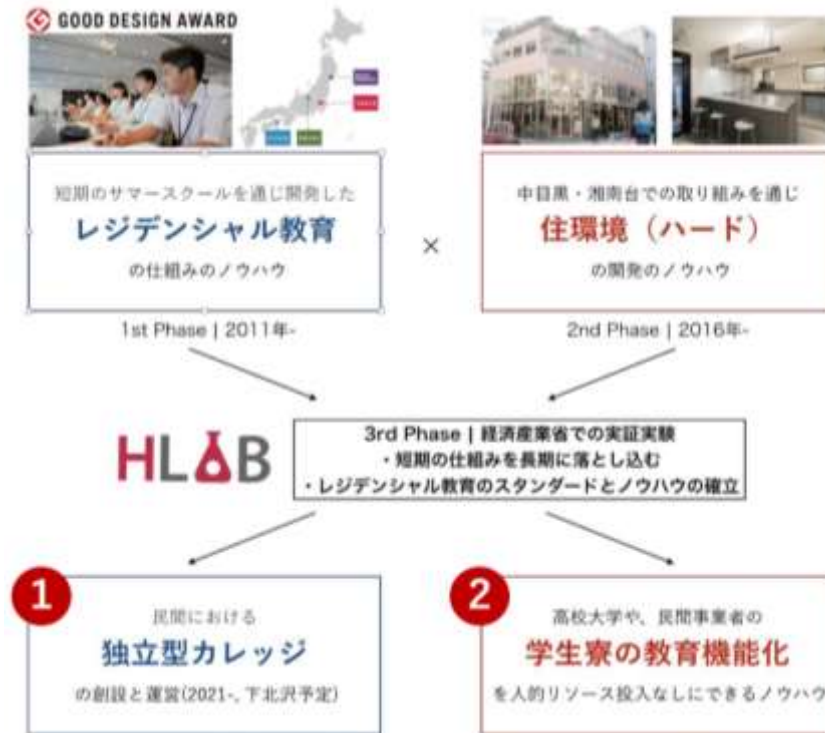 GOOD DESIGN AWARD
短期のサマースクールを通じ開発した
レジデンシャル教育
の仕組みのノウハウ
1st Phase | 2011年-
×
中目黒・湘南台での取り組みを通じ
住環境（ハード）
の開発のノウハウ
2nd Phase | 2016年-
HLAB
3rd Phase | 経済産業省での実証実験
・短期の仕組みを長期に落とし込む
・レジデンシャル教育のスタンダードとノウハウの確立
1
民間における
独立型カレッジ
の創設と運営(2021-, 下北沢予定)
2
高校大学や、民間事業者の
学生寮の教育機能化
を人的リソース投入なしにできるノウハウ